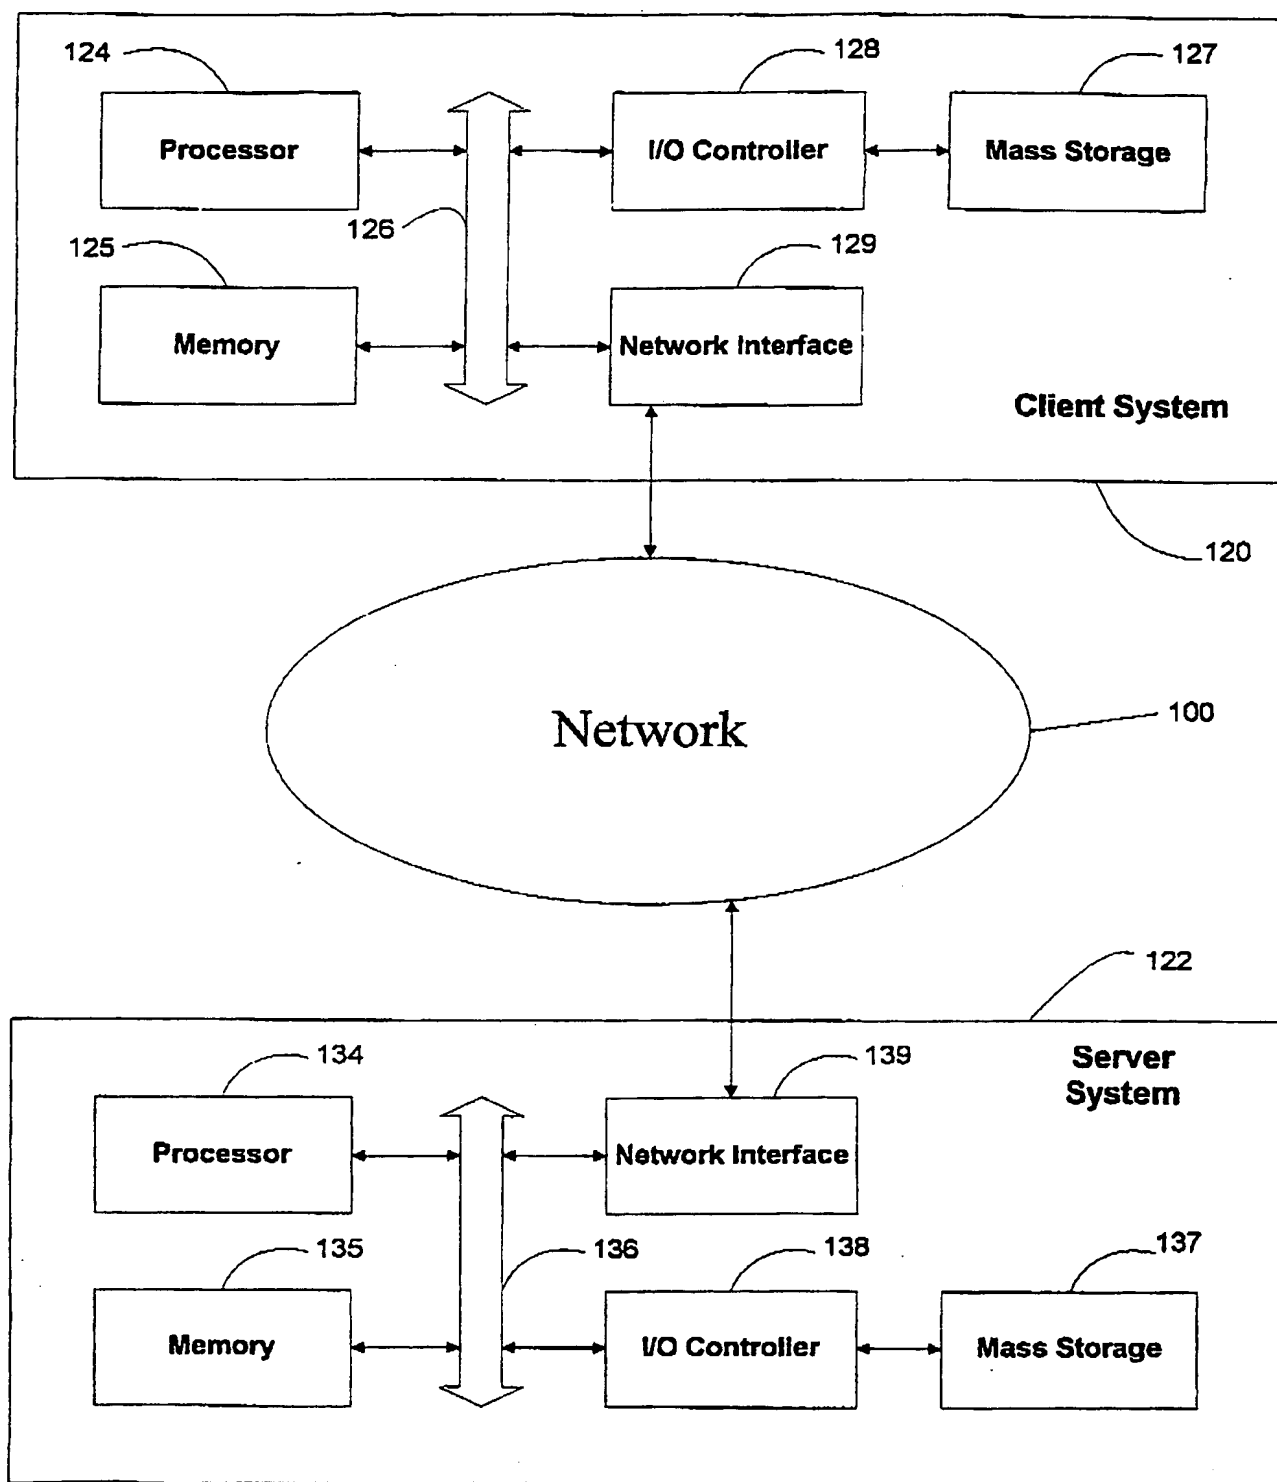 124
128
127
Processor
I/O Controller
Mass Storage
126
125
129
Memory
Network Interface
Client System
120
Network
100
122
134
139
Server
System
Processor
Network Interface
135
136
138
137
Memory
I/O Controller
Mass Storage